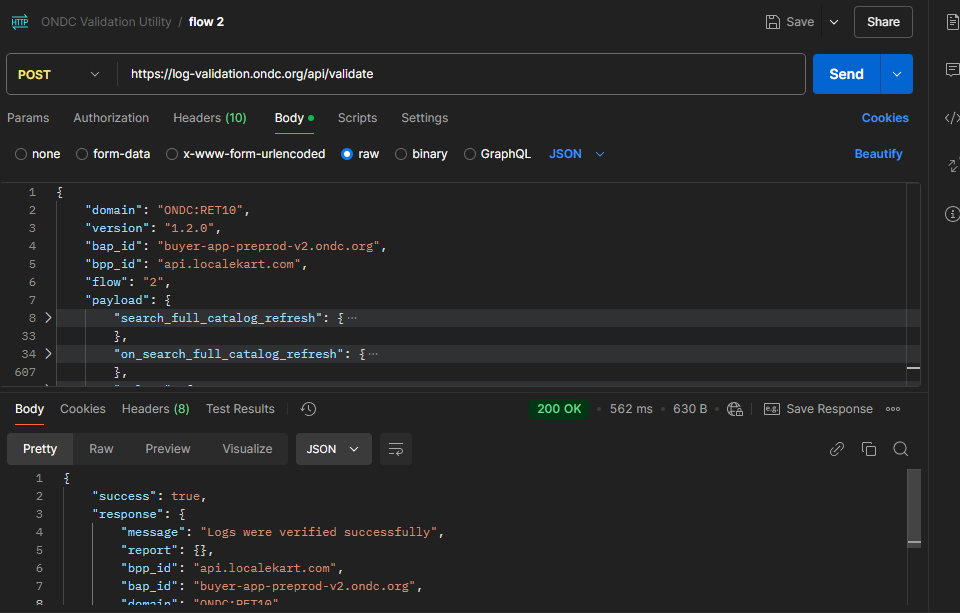 HTTP ONDC Validation Utility / flow 2 Save Share
POST https://log-validation.ondc.org/api/validate Send
Params Authorization Headers (10) Body Scripts Settings Cookies
none form-data x-www-form-urlencoded raw binary GraphQL JSON Beautify
1 {
2 "domain": "ONDC:RET10",
3 "version": "1.2.0",
4 "bap_id": "buyer-app-preprod-v2.ondc.org",
5 "bpp_id": "api.localekart.com",
6 "flow": "2",
7 "payload": {
8 "search_full_catalog_refresh": { ···
33 },
34 "on_search_full_catalog_refresh": { ···
607 },
Body Cookies Headers (8) Test Results 200 OK • 562 ms • 630 B • e.g. Save Response
Pretty Raw Preview Visualize JSON
1 {
2 "success": true,
3 "response": {
4 "message": "Logs were verified successfully",
5 "report": {},
6 "bpp_id": "api.localekart.com",
7 "bap_id": "buyer-app-preprod-v2.ondc.org",
8 "domain": "ONDC:RET10"